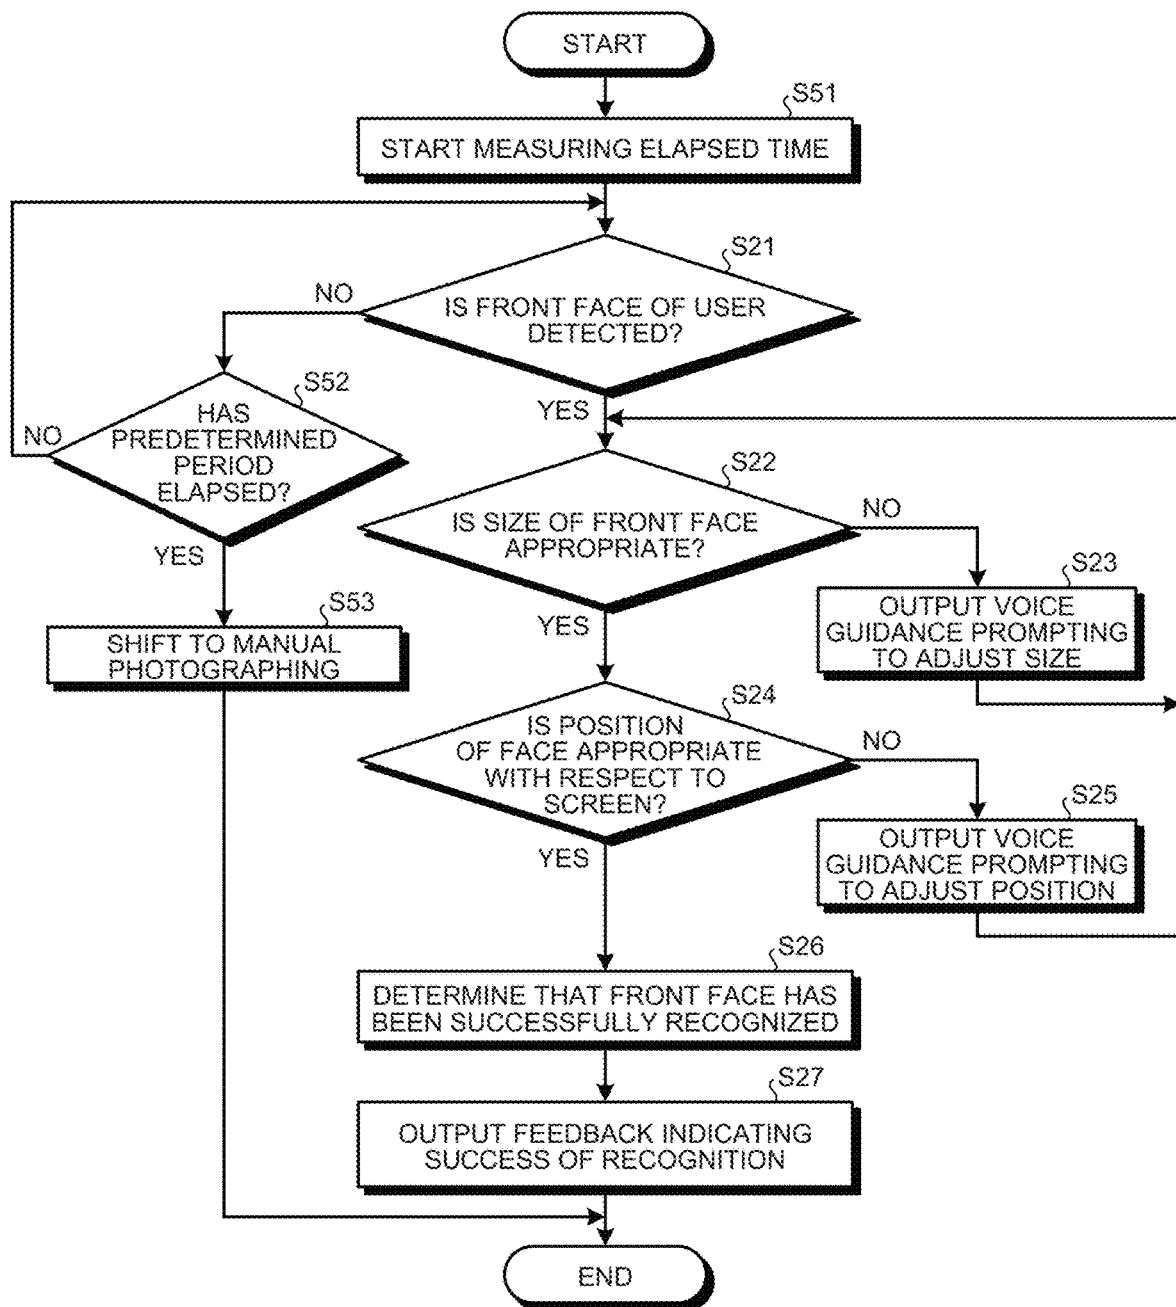 START
S51
START MEASURING ELAPSED TIME
S21
NO
IS FRONT FACE OF USER
DETECTED?
S52
YES
NO
HAS
PREDETERMINED
PERIOD
ELAPSED?
S22
NO
IS SIZE OF FRONT FACE
APPROPRIATE?
YES
S23
S53
YES
OUTPUT VOICE
GUIDANCE PROMPTING
TO ADJUST SIZE
SHIFT TO MANUAL
PHOTOGRAPHING
S24
IS POSITION
OF FACE APPROPRIATE
WITH RESPECT TO
SCREEN?
NO
S25
YES
OUTPUT VOICE
GUIDANCE PROMPTING
TO ADJUST POSITION
S26
DETERMINE THAT FRONT FACE HAS
BEEN SUCCESSFULLY RECOGNIZED
S27
OUTPUT FEEDBACK INDICATING
SUCCESS OF RECOGNITION
END